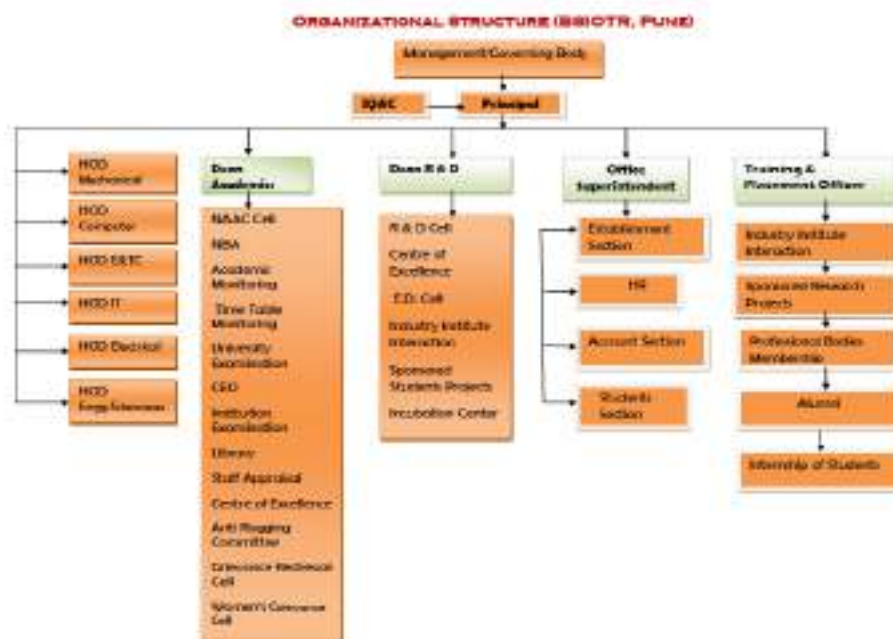 ORGANIZATIONAL STRUCTURE (BSIOTR, PUNE)
Management/Governing Body
IQAC
Principal
HOD
Mechanical
HOD
Computer
HOD E&TC
HOD IT
HOD Electrical
HOD
Dean
Academic
NAAC Cell
NBA
Academic
Monitoring
Time Table
Monitoring
University
Examination
CEO
Institution
Examination
Library
Staff Appraisal
Centre of Excellence
Anti Ragging
Committee
Grievance Redressal
Cell
Women's Grievance
Cell
Dean R & D
R & D Cell
Centre of
Excellence
E.D. Cell
Industry Institute
Interaction
Sponsored
Students Projects
Incubation Center
Office
Superintendent
Establishment
Section
HR
Account Section
Students
Section
Training &
Placement Officer
Industry Institute
Interaction
Sponsored Research
Projects
Professional Bodies
Membership
Alumni
Internship of Students